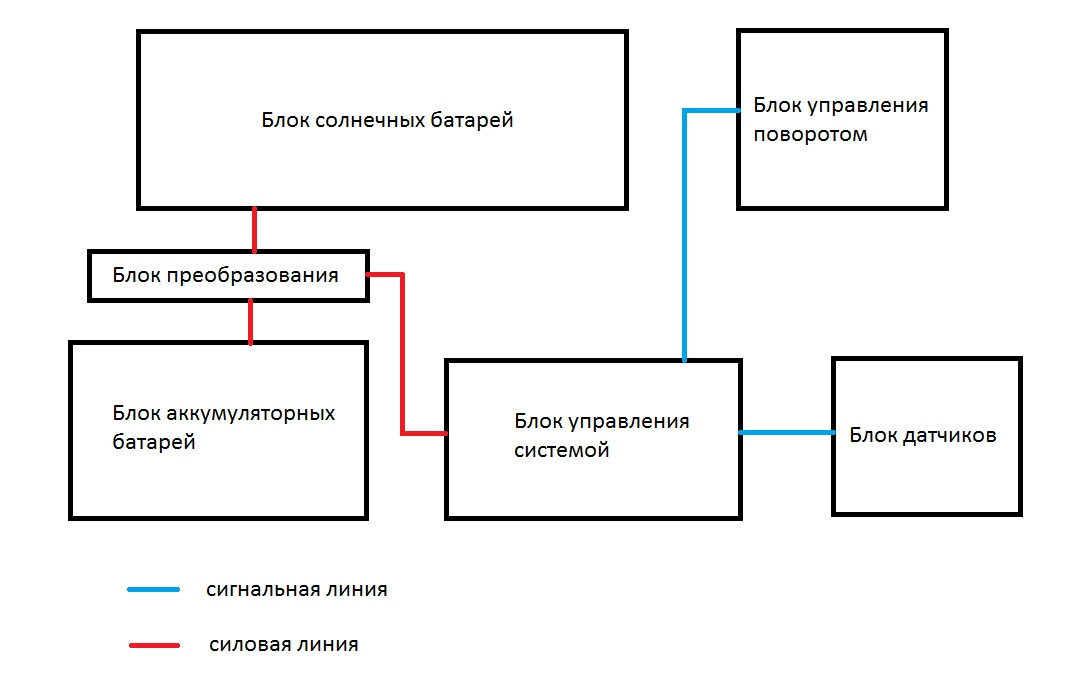 Блок солнечных батарей
Блок управления
поворотом
Блок преобразования
Блок аккумуляторных
батарей
Блок управления
системой
Блок датчиков
сигнальная линия
силовая линия